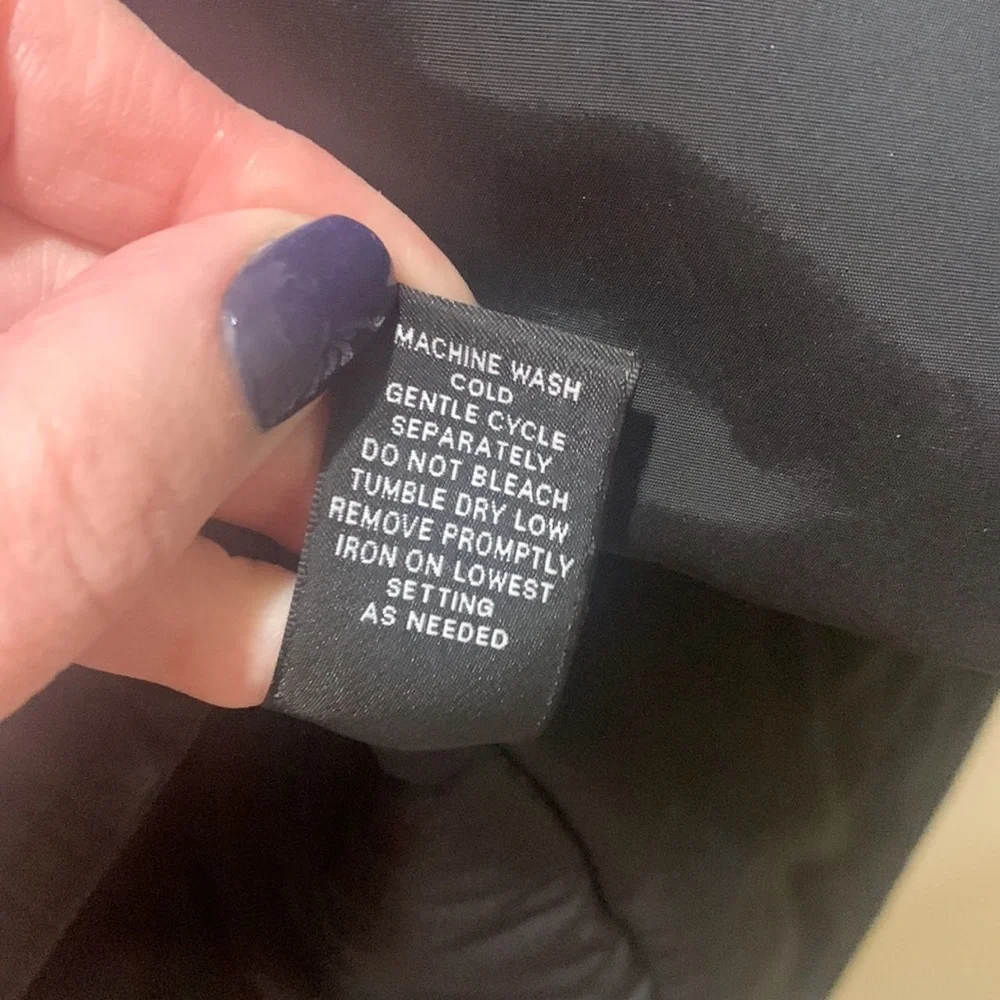 MACHINE WASH
COLD
GENTLE CYCLE
SEPARATELY
DO NOT BLEACH
TUMBLE DRY LOW
REMOVE PROMPTLY
IRON ON LOWEST
SETTING
AS NEEDED